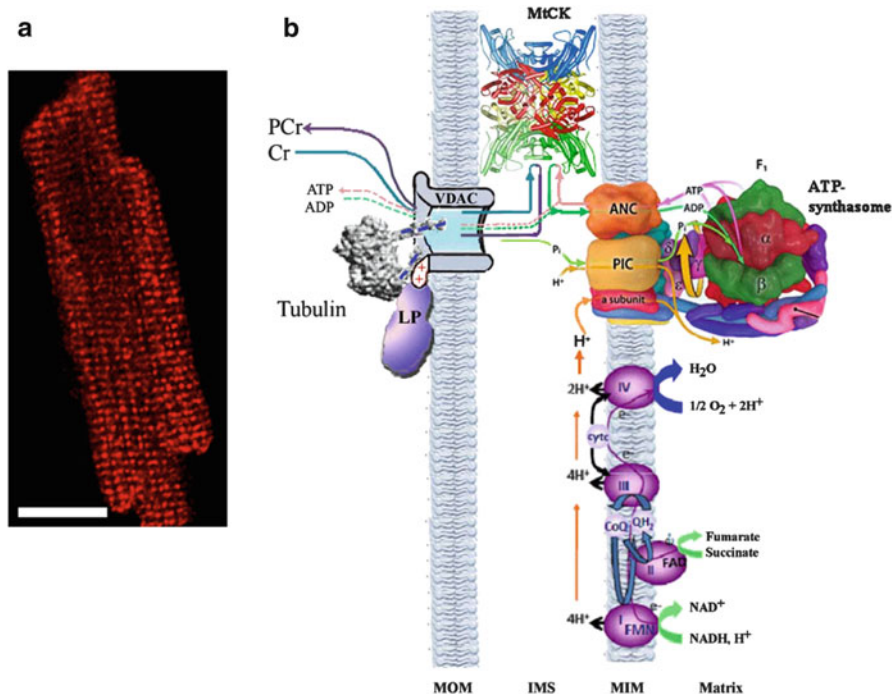 a
b
MtCK
PCr
Cr
ATP
ADP
VDAC
Tubulin
LP
Pi
H+
ANC
PIC
a subunit
ATP
ADP
Pi
δ
γ
ε
F1
α
β
ATP-
synthasome
H+
H+
2H+
IV
e-
H2O
1/2 O2 + 2H+
cytc
e-
4H+
III
CoQ
QH2
e-
II
FAD
Fumarate
Succinate
4H+
I
FMN
e-
NAD+
NADH, H+
MOM IMS MIM Matrix